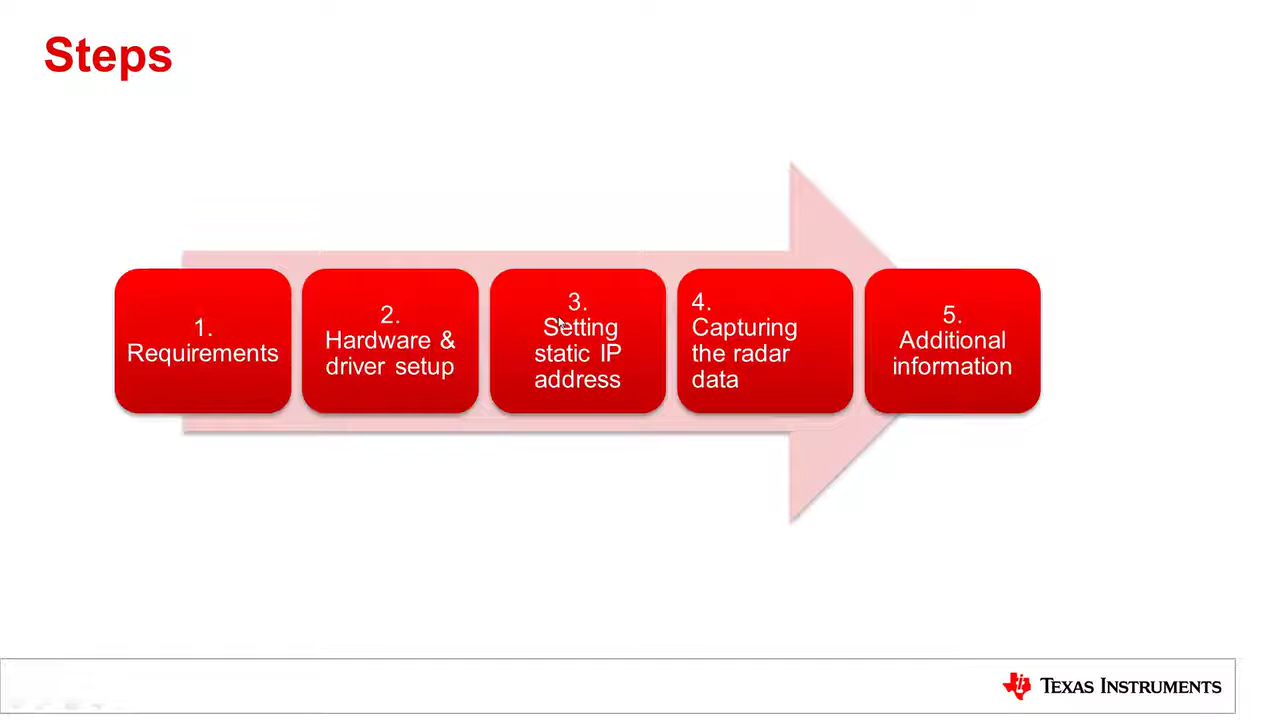 Steps
1.
Requirements
2.
Hardware &
driver setup
3.
Setting
static IP
address
4.
Capturing
the radar
data
5.
Additional
information
TEXAS INSTRUMENTS